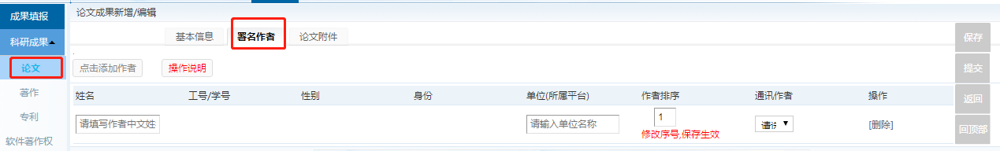 成果填报
论文成果新增/编辑
科研成果
基本信息
署名作者
论文附件
保存
论文
点击添加作者
操作说明
提交
著作
姓名
工号/学号
性别
身份
单位(所属平台)
作者排序
通讯作者
操作
返回
专利
请填写作者中文姓
请输入单位名称
1
请
[删除]
回顶部
修改序号,保存生效
软件著作权